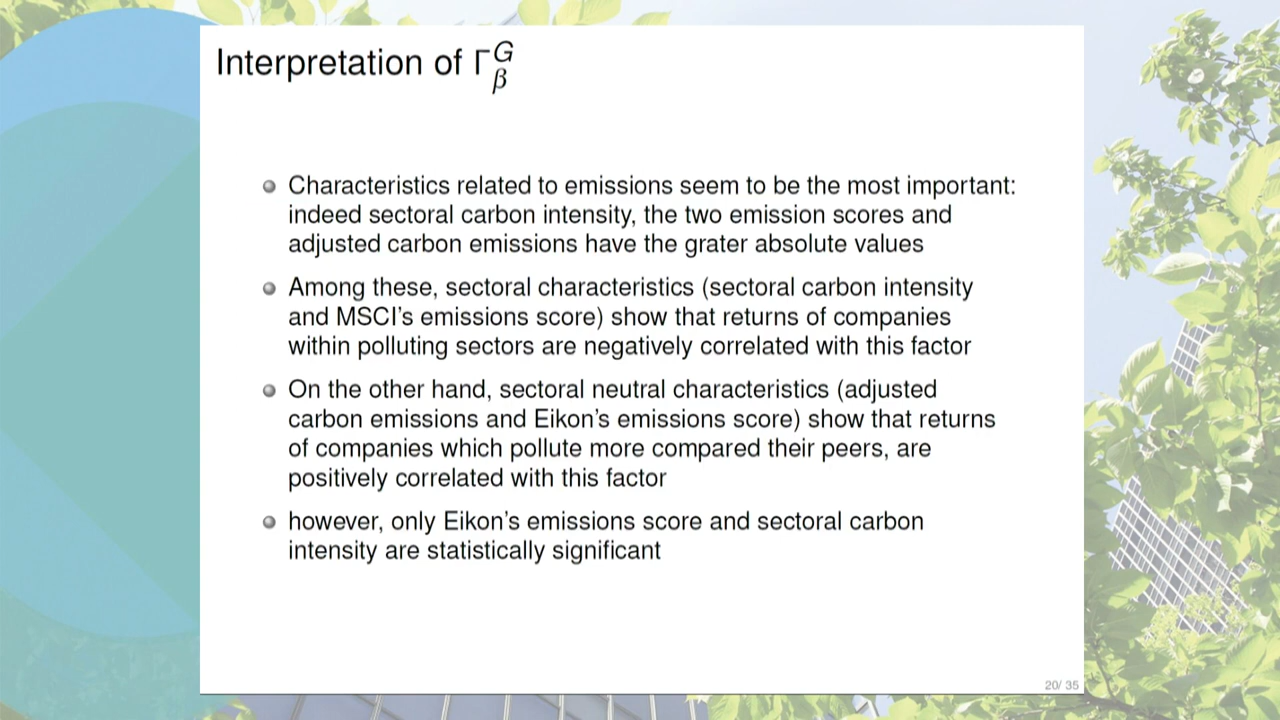 Interpretation of Γ^G_β
Characteristics related to emissions seem to be the most important:
indeed sectoral carbon intensity, the two emission scores and
adjusted carbon emissions have the grater absolute values
Among these, sectoral characteristics (sectoral carbon intensity
and MSCI's emissions score) show that returns of companies
within polluting sectors are negatively correlated with this factor
On the other hand, sectoral neutral characteristics (adjusted
carbon emissions and Eikon's emissions score) show that returns
of companies which pollute more compared their peers, are
positively correlated with this factor
however, only Eikon's emissions score and sectoral carbon
intensity are statistically significant
20/ 35